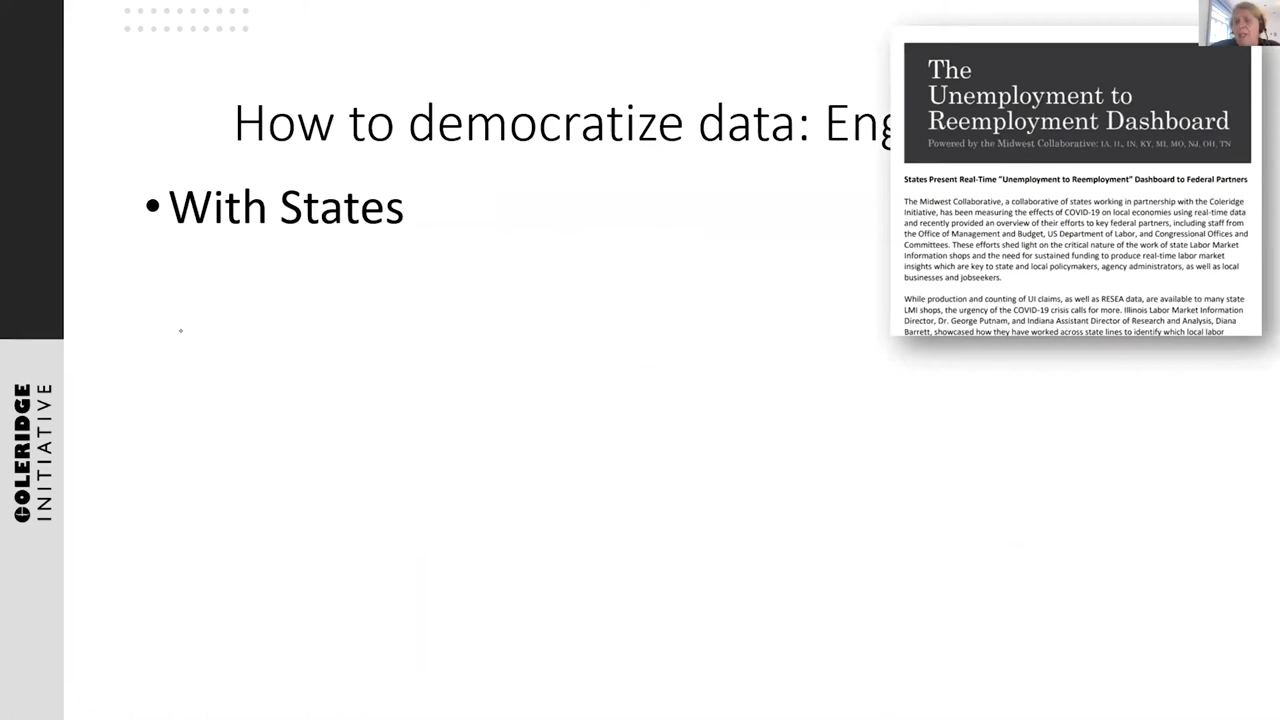 How to democratize data: Eng
• With States
The
Unemployment to
Reemployment Dashboard
Powered by the Midwest Collaborative: IA, IL, IN, KY, MI, MO, NJ, OH, TN
States Present Real-Time "Unemployment to Reemployment" Dashboard to Federal Partners
The Midwest Collaborative, a collaborative of states working in partnership with the Coleridge
Initiative, has been measuring the effects of COVID-19 on local economies using real-time data
and recently provided an overview of their efforts to key federal partners, including staff from
the Office of Management and Budget, US Department of Labor, and Congressional Offices and
Committees. These efforts shed light on the critical nature of the work of state Labor Market
Information shops and the need for sustained funding to produce real-time labor market
insights which are key to state and local policymakers, agency administrators, as well as local
businesses and jobseekers.
While production and counting of UI claims, as well as RESEA data, are available to many state
LMI shops, the urgency of the COVID-19 crisis calls for more. Illinois Labor Market Information
Director, Dr. George Putnam, and Indiana Assistant Director of Research and Analysis, Diana
Barrett, showcased how they have worked across state lines to identify which local labor
COLERIDGE
INITIATIVE